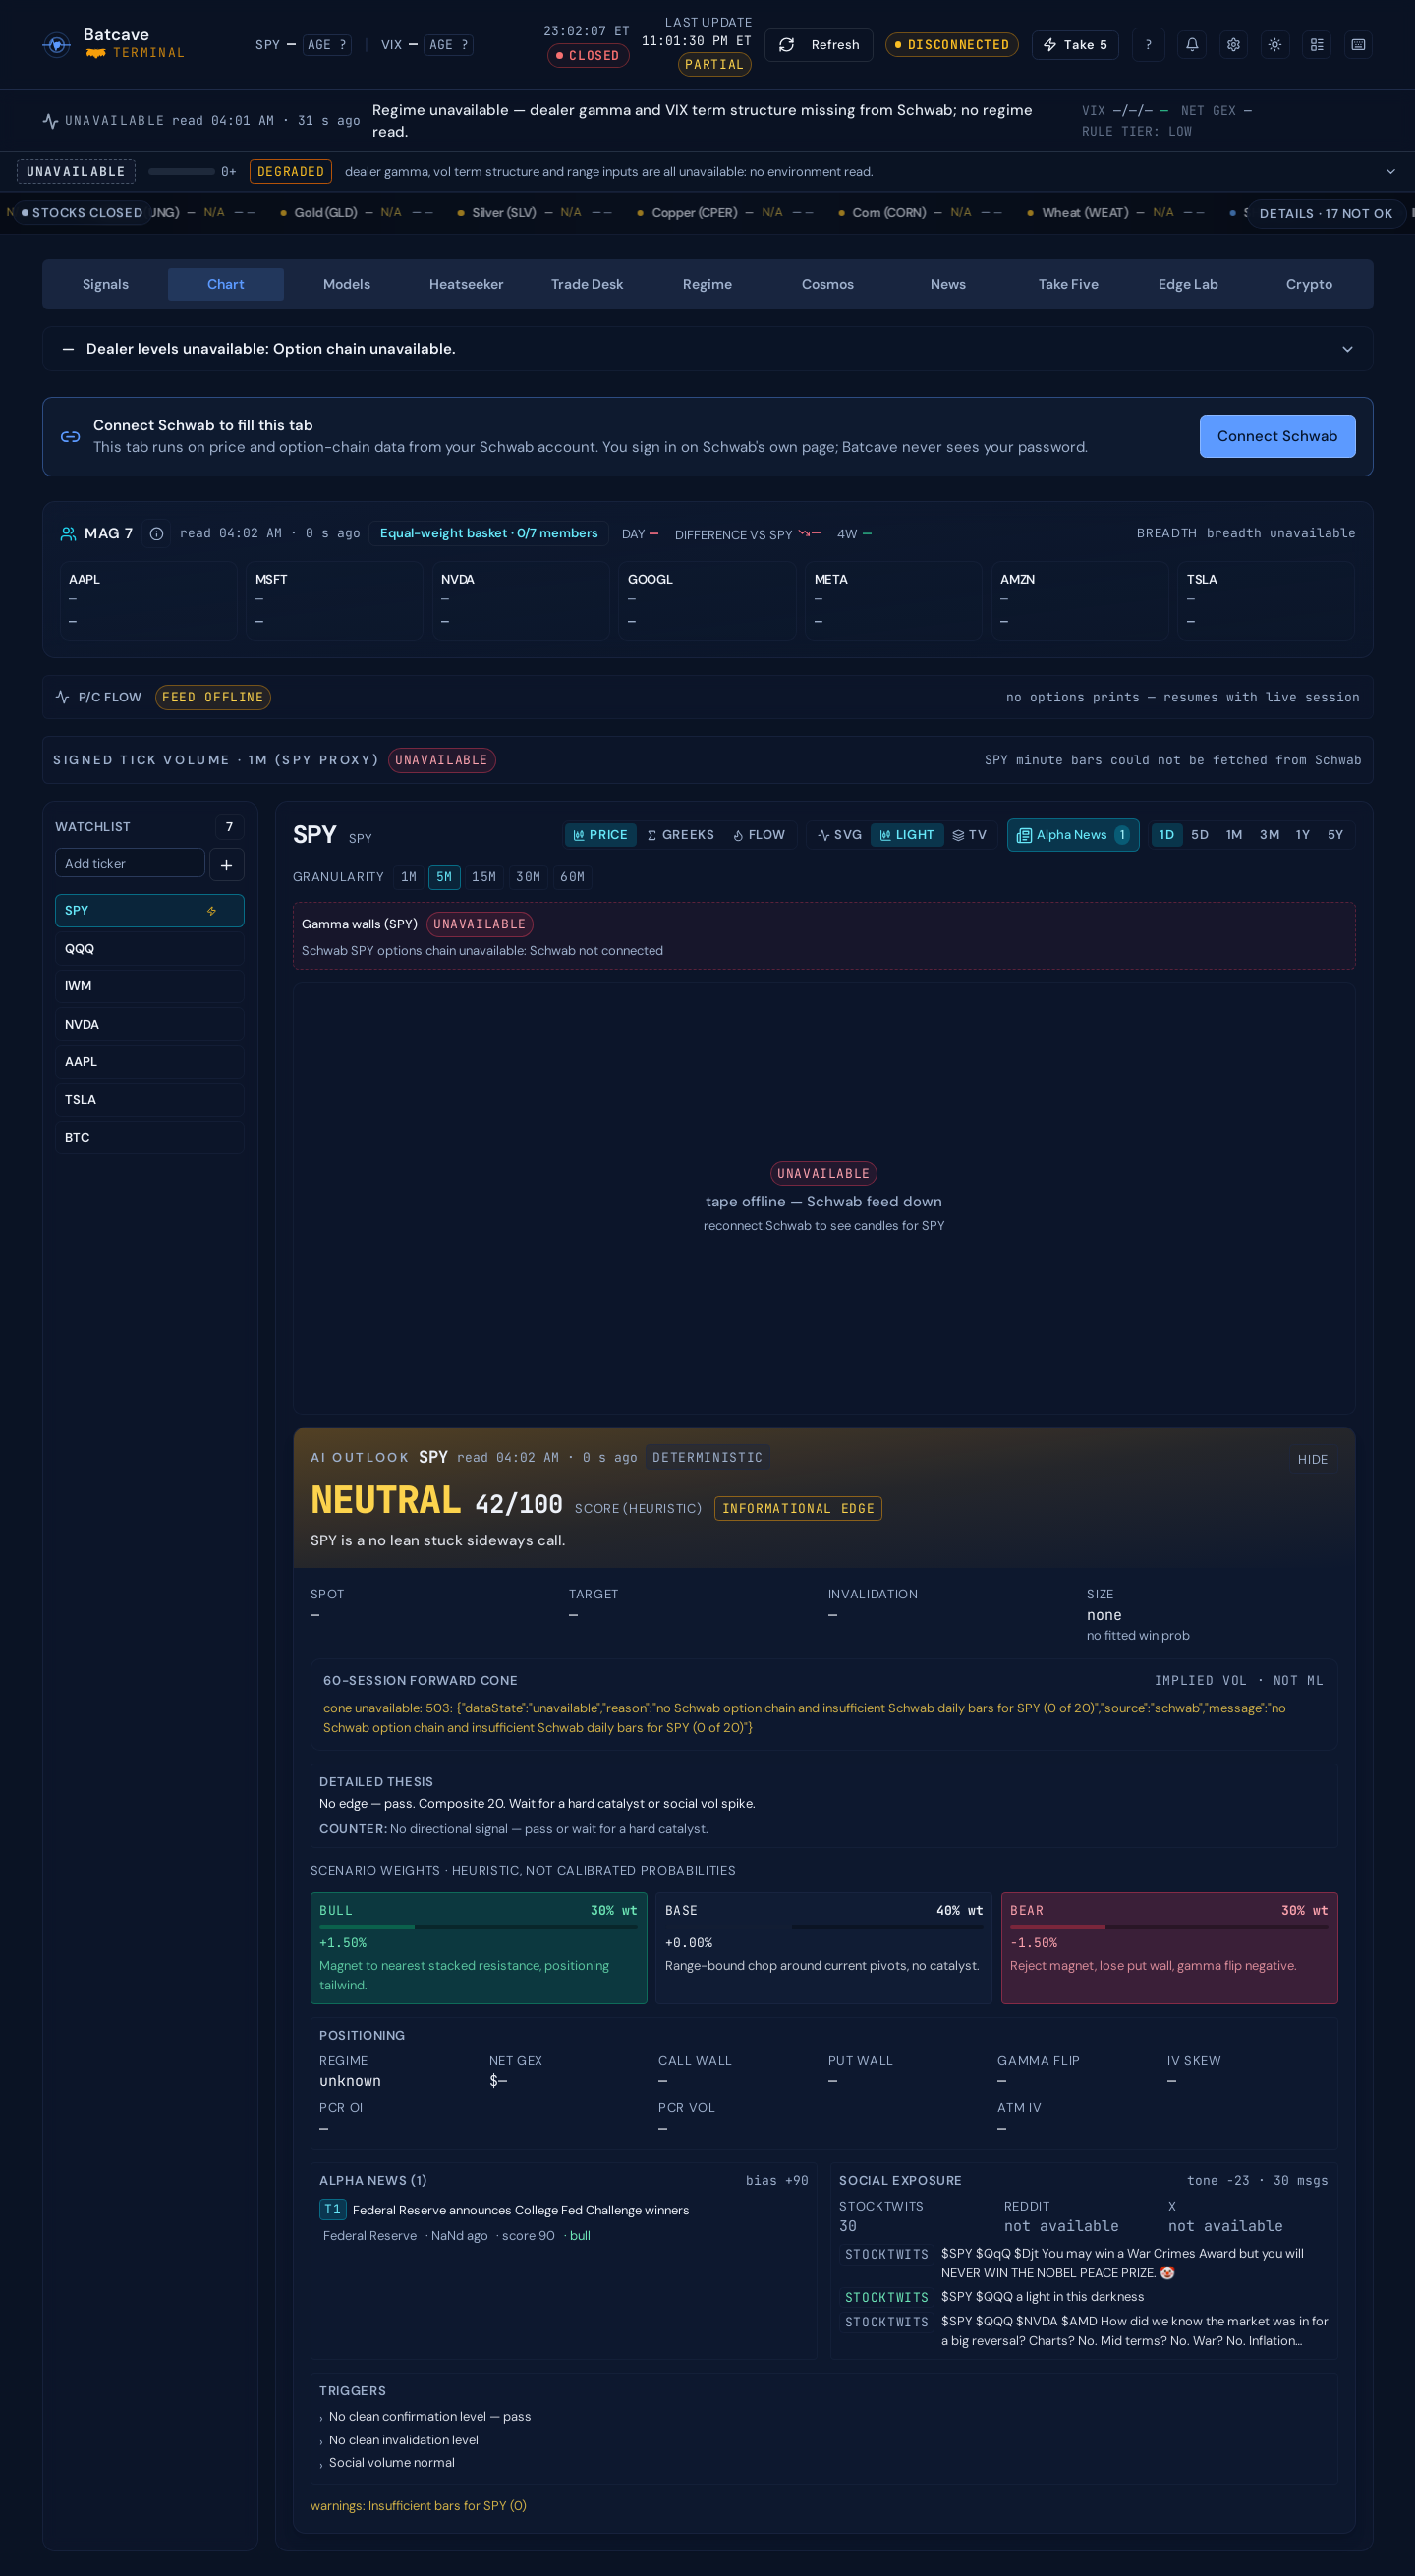 Batcave
TERMINAL
SPY — AGE ? | VIX — AGE ?
23:02:07 ET
CLOSED
LAST UPDATE
11:01:30 PM ET
PARTIAL
Refresh
DISCONNECTED
Take 5
?
UNAVAILABLE read 04:01 AM · 31 s ago
Regime unavailable — dealer gamma and VIX term structure missing from Schwab; no regime
read.
VIX —/—/— — NET GEX —
RULE TIER: LOW
UNAVAILABLE 0+ DEGRADED dealer gamma, vol term structure and range inputs are all unavailable: no environment read.
STOCKS CLOSED UNG) — N/A — — Gold (GLD) — N/A — — Silver (SLV) — N/A — — Copper (CPER) — N/A — — Corn (CORN) — N/A — — Wheat (WEAT) — N/A — — DETAILS · 17 NOT OK
Signals Chart Models Heatseeker Trade Desk Regime Cosmos News Take Five Edge Lab Crypto
— Dealer levels unavailable: Option chain unavailable.
Connect Schwab to fill this tab
This tab runs on price and option-chain data from your Schwab account. You sign in on Schwab's own page; Batcave never sees your password.
Connect Schwab
MAG 7 read 04:02 AM · 0 s ago Equal-weight basket · 0/7 members DAY — DIFFERENCE VS SPY — 4W — BREADTH breadth unavailable
AAPL MSFT NVDA GOOGL META AMZN TSLA
— — — — — — —
— — — — — — —
P/C FLOW FEED OFFLINE no options prints — resumes with live session
SIGNED TICK VOLUME · 1M (SPY PROXY) UNAVAILABLE SPY minute bars could not be fetched from Schwab
WATCHLIST 7
Add ticker +
SPY
QQQ
IWM
NVDA
AAPL
TSLA
BTC
SPY SPY PRICE GREEKS FLOW SVG LIGHT TV Alpha News 1 1D 5D 1M 3M 1Y 5Y
GRANULARITY 1M 5M 15M 30M 60M
Gamma walls (SPY) UNAVAILABLE
Schwab SPY options chain unavailable: Schwab not connected
UNAVAILABLE
tape offline — Schwab feed down
reconnect Schwab to see candles for SPY
AI OUTLOOK SPY read 04:02 AM · 0 s ago DETERMINISTIC HIDE
NEUTRAL 42/100 SCORE (HEURISTIC) INFORMATIONAL EDGE
SPY is a no lean stuck sideways call.
SPOT TARGET INVALIDATION SIZE
— — — none
no fitted win prob
60-SESSION FORWARD CONE IMPLIED VOL · NOT ML
cone unavailable: 503: {"dataState":"unavailable","reason":"no Schwab option chain and insufficient Schwab daily bars for SPY (0 of 20)","source":"schwab","message":"no
Schwab option chain and insufficient Schwab daily bars for SPY (0 of 20)"}
DETAILED THESIS
No edge — pass. Composite 20. Wait for a hard catalyst or social vol spike.
COUNTER: No directional signal — pass or wait for a hard catalyst.
SCENARIO WEIGHTS · HEURISTIC, NOT CALIBRATED PROBABILITIES
BULL 30% wt
+1.50%
Magnet to nearest stacked resistance, positioning
tailwind.
BASE 40% wt
+0.00%
Range-bound chop around current pivots, no catalyst.
BEAR 30% wt
-1.50%
Reject magnet, lose put wall, gamma flip negative.
POSITIONING
REGIME NET GEX CALL WALL PUT WALL GAMMA FLIP IV SKEW
unknown $— — — — —
PCR OI PCR VOL ATM IV
— — —
ALPHA NEWS (1) bias +90
T1 Federal Reserve announces College Fed Challenge winners
Federal Reserve · NaNd ago · score 90 · bull
SOCIAL EXPOSURE tone -23 · 30 msgs
STOCKTWITS REDDIT X
30 not available not available
STOCKTWITS $SPY $QqQ $Djt You may win a War Crimes Award but you will
NEVER WIN THE NOBEL PEACE PRIZE. 🤡
STOCKTWITS $SPY $QQQ a light in this darkness
STOCKTWITS $SPY $QQQ $NVDA $AMD How did we know the market was in for
a big reversal? Charts? No. Mid terms? No. War? No. Inflation…
TRIGGERS
› No clean confirmation level — pass
› No clean invalidation level
› Social volume normal
warnings: Insufficient bars for SPY (0)